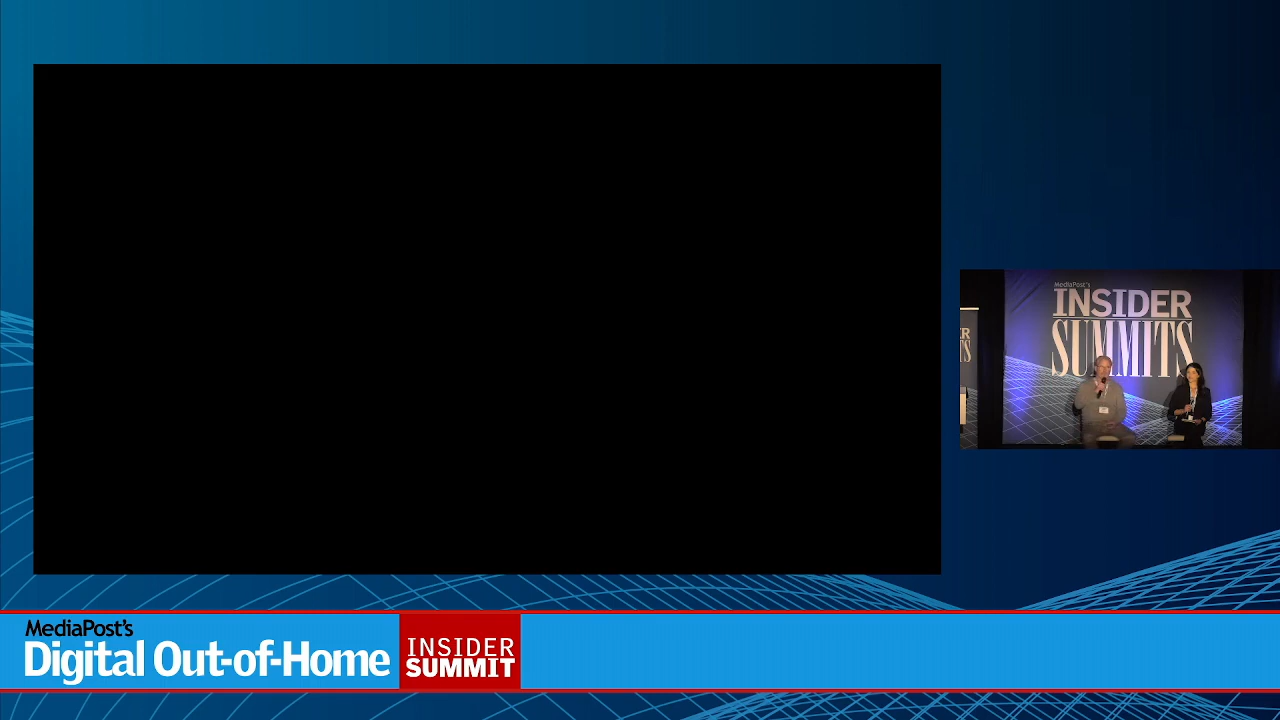 MediaPost's
INSIDER
SUMMITS
MediaPost's
Digital Out-of-Home
INSIDER
SUMMIT